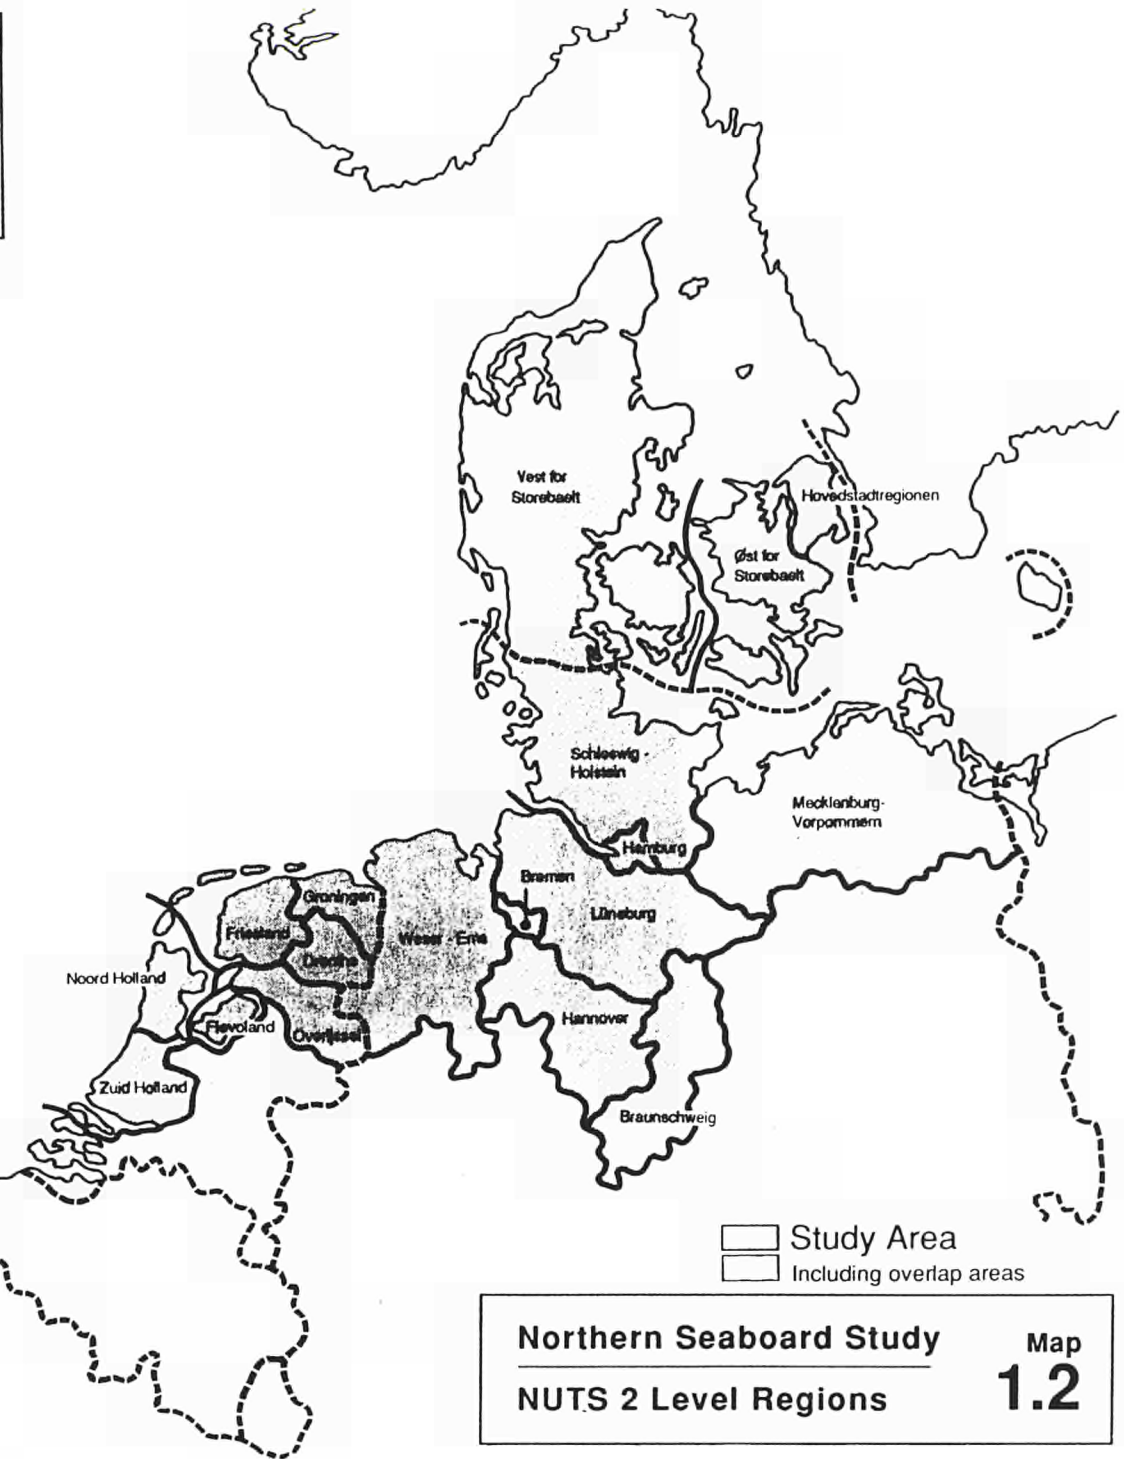 Vest for
Storebaelt
Hovedstadtregionen
Øst for
Storebaelt
Schleswig -
Holstein
Mecklenburg-
Vorpommern
Hamburg
Bremen
Groningen
Lüneburg
Friesland
Weser - Ems
Drenthe
Noord Holland
Hannover
Flevoland
Overijssel
Zuid Holland
Braunschweig
Study Area
Including overlap areas
Northern Seaboard Study
Map
NUTS 2 Level Regions
1.2